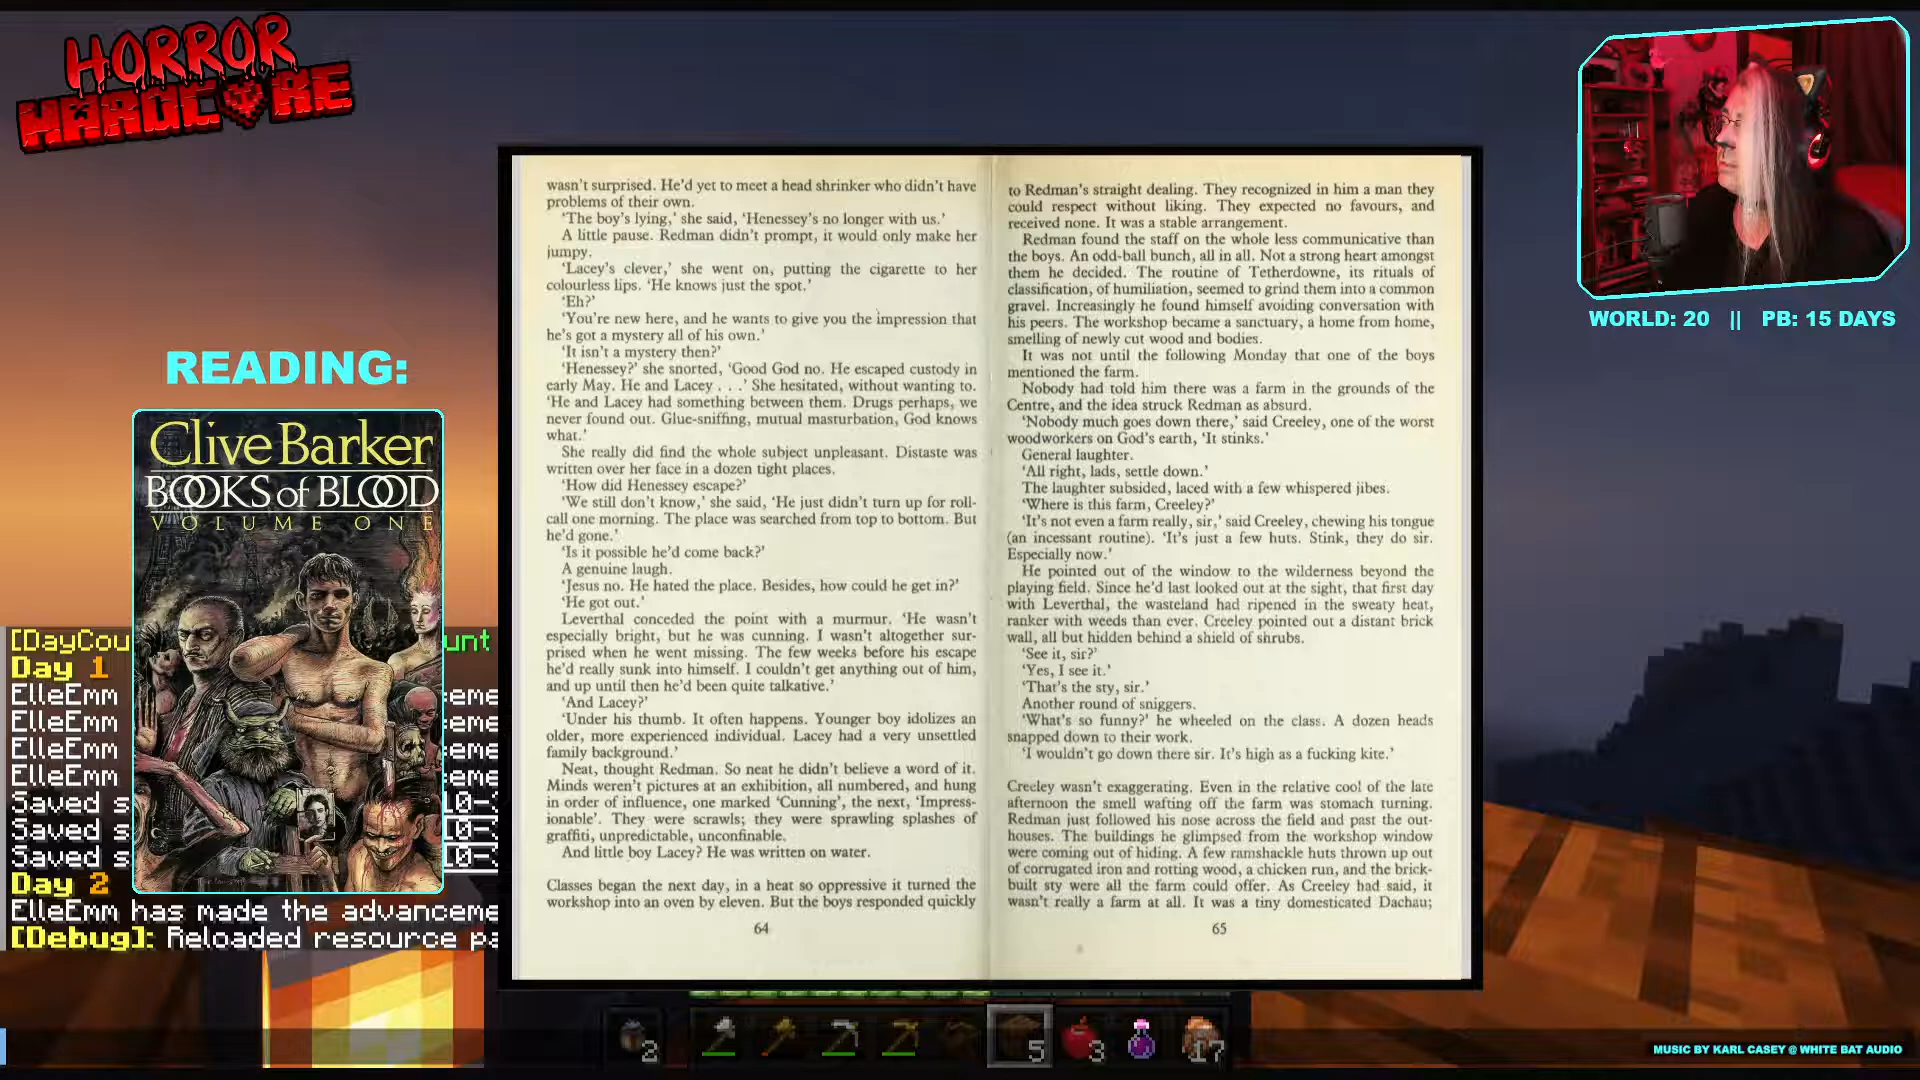 HORROR
HARDCORE
WORLD: 20 || PB: 15 DAYS
READING:
Clive Barker
BOOKS of BLOOD
VOLUME ONE
[DayCou
unt
Day 1
ElleEmm
eme
ElleEmm
eme
ElleEmm
eme
ElleEmm
eme
Saved s
Saved s
Saved s
Day 2
ElleEmm has made the advanceme
[Debug]: Reloaded resource pa
wasn't surprised. He'd yet to meet a head shrinker who didn't have
problems of their own.
'The boy's lying,' she said, 'Henessey's no longer with us.'
A little pause. Redman didn't prompt, it would only make her
jumpy.
'Lacey's clever,' she went on, putting the cigarette to her
colourless lips. 'He knows just the spot.'
'Eh?'
'You're new here, and he wants to give you the impression that
he's got a mystery all of his own.'
'It isn't a mystery then?'
'Henessey?' she snorted, 'Good God no. He escaped custody in
early May. He and Lacey . . .' She hesitated, without wanting to.
'He and Lacey had something between them. Drugs perhaps, we
never found out. Glue-sniffing, mutual masturbation, God knows
what.'
She really did find the whole subject unpleasant. Distaste was
written over her face in a dozen tight places.
'How did Henessey escape?'
'We still don't know,' she said, 'He just didn't turn up for roll-
call one morning. The place was searched from top to bottom. But
he'd gone.'
'Is it possible he'd come back?'
A genuine laugh.
'Jesus no. He hated the place. Besides, how could he get in?'
'He got out.'
Leverthal conceded the point with a murmur. 'He wasn't
especially bright, but he was cunning. I wasn't altogether sur-
prised when he went missing. The few weeks before his escape
he'd really sunk into himself. I couldn't get anything out of him,
and up until then he'd been quite talkative.'
'And Lacey?'
'Under his thumb. It often happens. Younger boy idolizes an
older, more experienced individual. Lacey had a very unsettled
family background.'
Neat, thought Redman. So neat he didn't believe a word of it.
Minds weren't pictures at an exhibition, all numbered, and hung
in order of influence, one marked 'Cunning', the next, 'Impress-
ionable'. They were scrawls; they were sprawling splashes of
graffiti, unpredictable, unconfinable.
And little boy Lacey? He was written on water.
Classes began the next day, in a heat so oppressive it turned the
workshop into an oven by eleven. But the boys responded quickly
64
to Redman's straight dealing. They recognized in him a man they
could respect without liking. They expected no favours, and
received none. It was a stable arrangement.
Redman found the staff on the whole less communicative than
the boys. An odd-ball bunch, all in all. Not a strong heart amongst
them he decided. The routine of Tetherdowne, its rituals of
classification, of humiliation, seemed to grind them into a common
gravel. Increasingly he found himself avoiding conversation with
his peers. The workshop became a sanctuary, a home from home,
smelling of newly cut wood and bodies.
It was not until the following Monday that one of the boys
mentioned the farm.
Nobody had told him there was a farm in the grounds of the
Centre, and the idea struck Redman as absurd.
'Nobody much goes down there,' said Creeley, one of the worst
woodworkers on God's earth, 'It stinks.'
General laughter.
'All right, lads, settle down.'
The laughter subsided, laced with a few whispered jibes.
'Where is this farm, Creeley?'
'It's not even a farm really, sir,' said Creeley, chewing his tongue
(an incessant routine). 'It's just a few huts. Stink, they do sir.
Especially now.'
He pointed out of the window to the wilderness beyond the
playing field. Since he'd last looked out at the sight, that first day
with Leverthal, the wasteland had ripened in the sweaty heat,
ranker with weeds than ever. Creeley pointed out a distant brick
wall, all but hidden behind a shield of shrubs.
'See it, sir?'
'Yes, I see it.'
'That's the sty, sir.'
Another round of sniggers.
'What's so funny?' he wheeled on the class. A dozen heads
snapped down to their work.
'I wouldn't go down there sir. It's high as a fucking kite.'
Creeley wasn't exaggerating. Even in the relative cool of the late
afternoon the smell wafting off the farm was stomach turning.
Redman just followed his nose across the field and past the out-
houses. The buildings he glimpsed from the workshop window
were coming out of hiding. A few ramshackle huts thrown up out
of corrugated iron and rotting wood, a chicken run, and the brick-
built sty were all the farm could offer. As Creeley had said, it
wasn't really a farm at all. It was a tiny domesticated Dachau;
65
2
5
3
17
MUSIC BY KARL CASEY @ WHITE BAT AUDIO